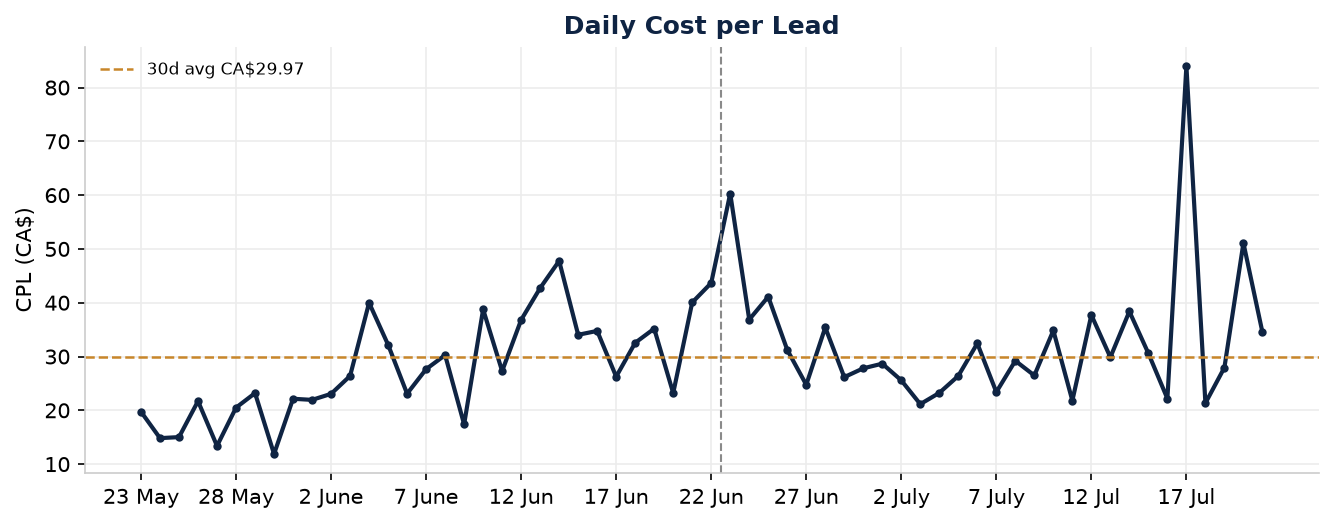 Daily Cost per Lead
30d avg CA$29.97
CPL (CA$)
80
70
60
50
40
30
20
10
23 May 28 May 2 June 7 June 12 Jun 17 Jun 22 Jun 27 Jun 2 July 7 July 12 Jul 17 Jul